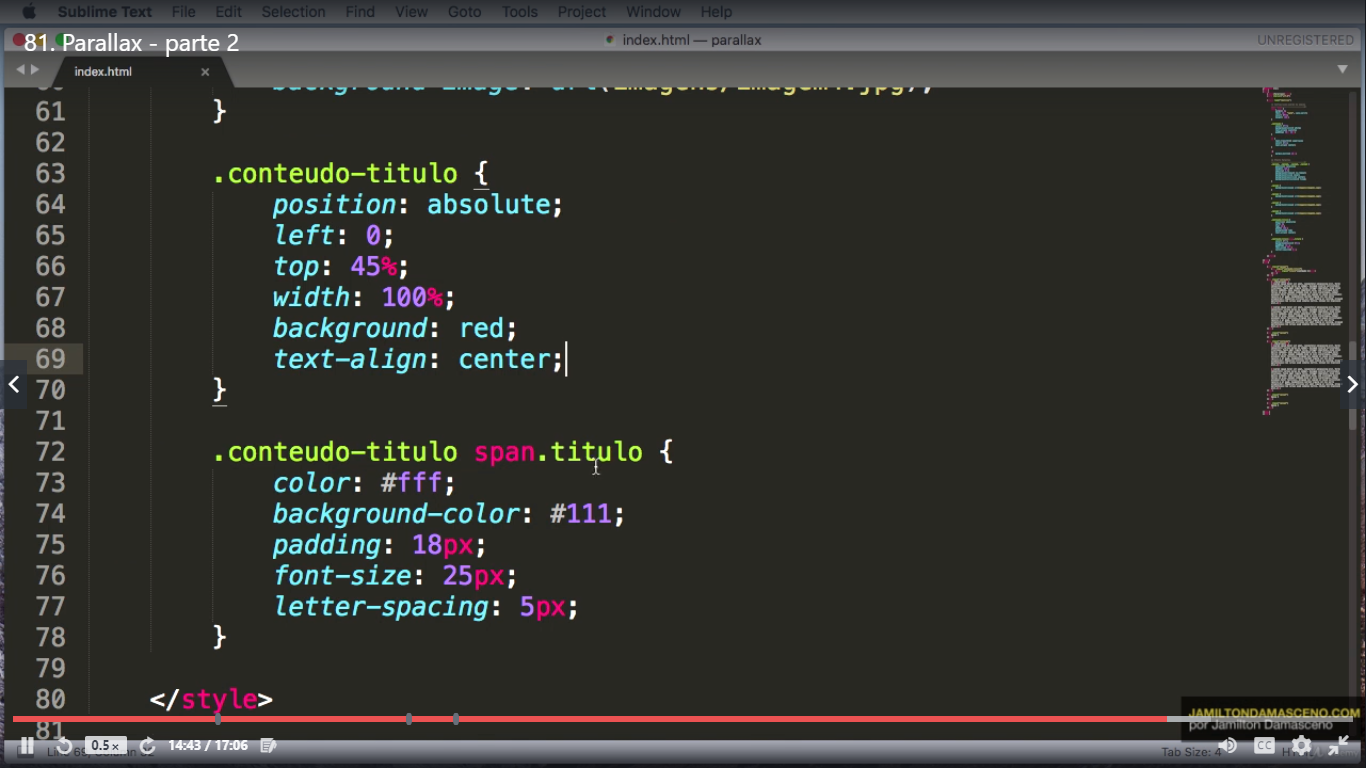 Sublime Text File Edit Selection Find View Goto Tools Project Window Help
81. Parallax - parte 2
index.html — parallax
UNREGISTERED
index.html
61 }
62
63 .conteudo-titulo {
64 position: absolute;
65 left: 0;
66 top: 45%;
67 width: 100%;
68 background: red;
69 text-align: center;
70 }
71
72 .conteudo-titulo span.titulo {
73 color: #fff;
74 background-color: #111;
75 padding: 18px;
76 font-size: 25px;
77 letter-spacing: 5px;
78 }
79
80 </style>
81
JAMILTONDAMASCENO.COM
por Jamilton Damasceno
0.5×
14:43 / 17:06
CC
Tab Size: 4